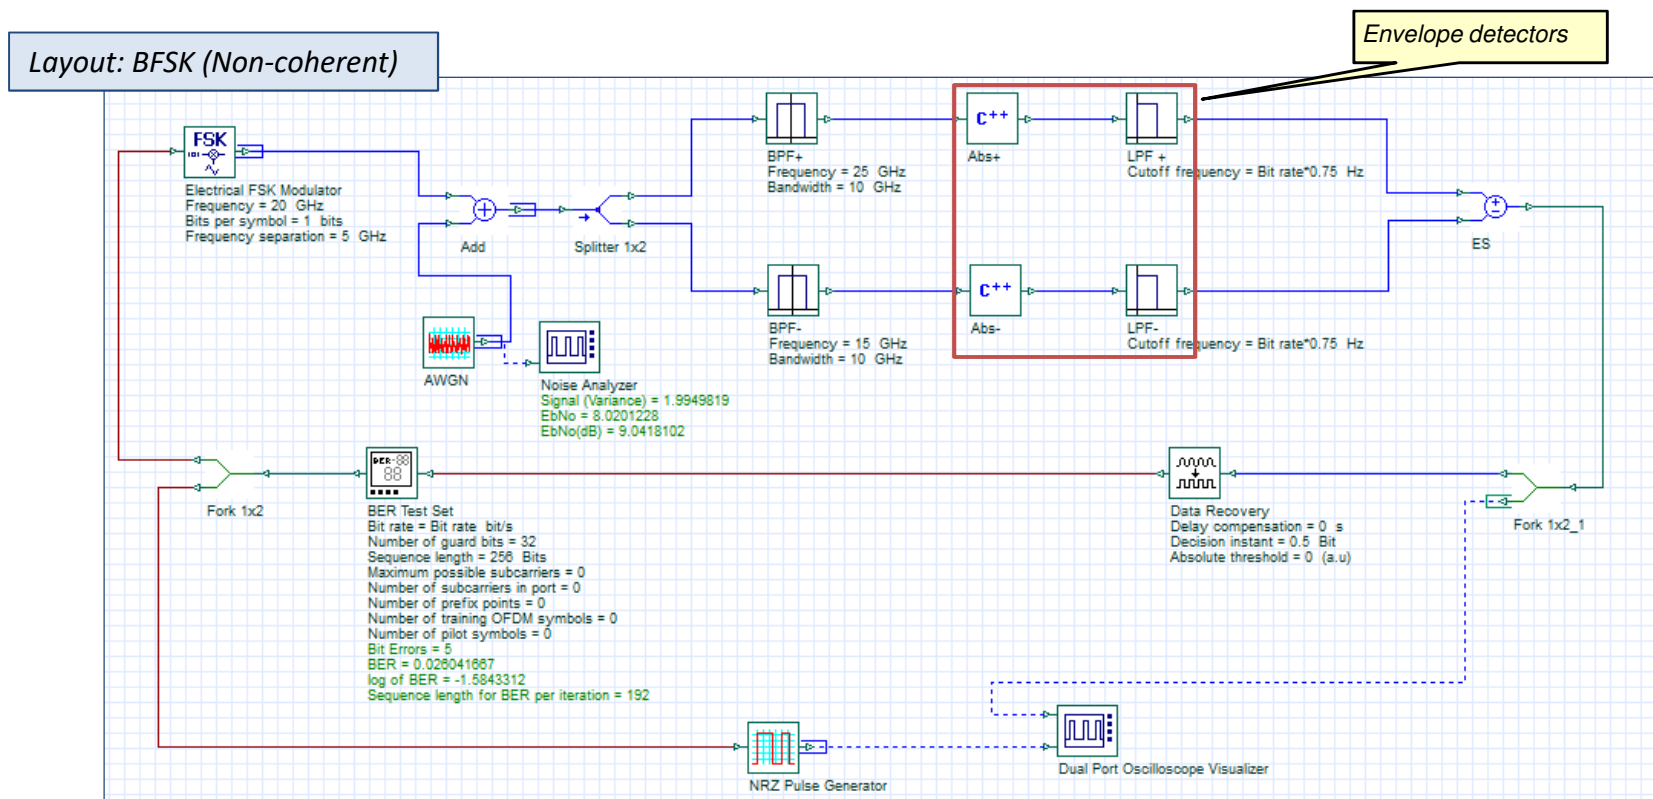 Envelope detectors
Layout: BFSK (Non-coherent)
FSK
101
Electrical FSK Modulator
Frequency = 20 GHz
Bits per symbol = 1 bits
Frequency separation = 5 GHz
Add
Splitter 1x2
BPF+
Frequency = 25 GHz
Bandwidth = 10 GHz
C++
Abs+
LPF +
Cutoff frequency = Bit rate*0.75 Hz
ES
BPF-
Frequency = 15 GHz
Bandwidth = 10 GHz
C++
Abs-
LPF-
Cutoff frequency = Bit rate*0.75 Hz
AWGN
Noise Analyzer
Signal (Variance) = 1.9949819
EbNo = 8.0201228
EbNo(dB) = 9.0418102
Fork 1x2
BER-88
88
BER Test Set
Bit rate = Bit rate bit/s
Number of guard bits = 32
Sequence length = 256 Bits
Maximum possible subcarriers = 0
Number of subcarriers in port = 0
Number of prefix points = 0
Number of training OFDM symbols = 0
Number of pilot symbols = 0
Bit Errors = 5
BER = 0.026041667
log of BER = -1.5843312
Sequence length for BER per iteration = 192
Data Recovery
Delay compensation = 0 s
Decision instant = 0.5 Bit
Absolute threshold = 0 (a.u)
Fork 1x2_1
NRZ Pulse Generator
Dual Port Oscilloscope Visualizer